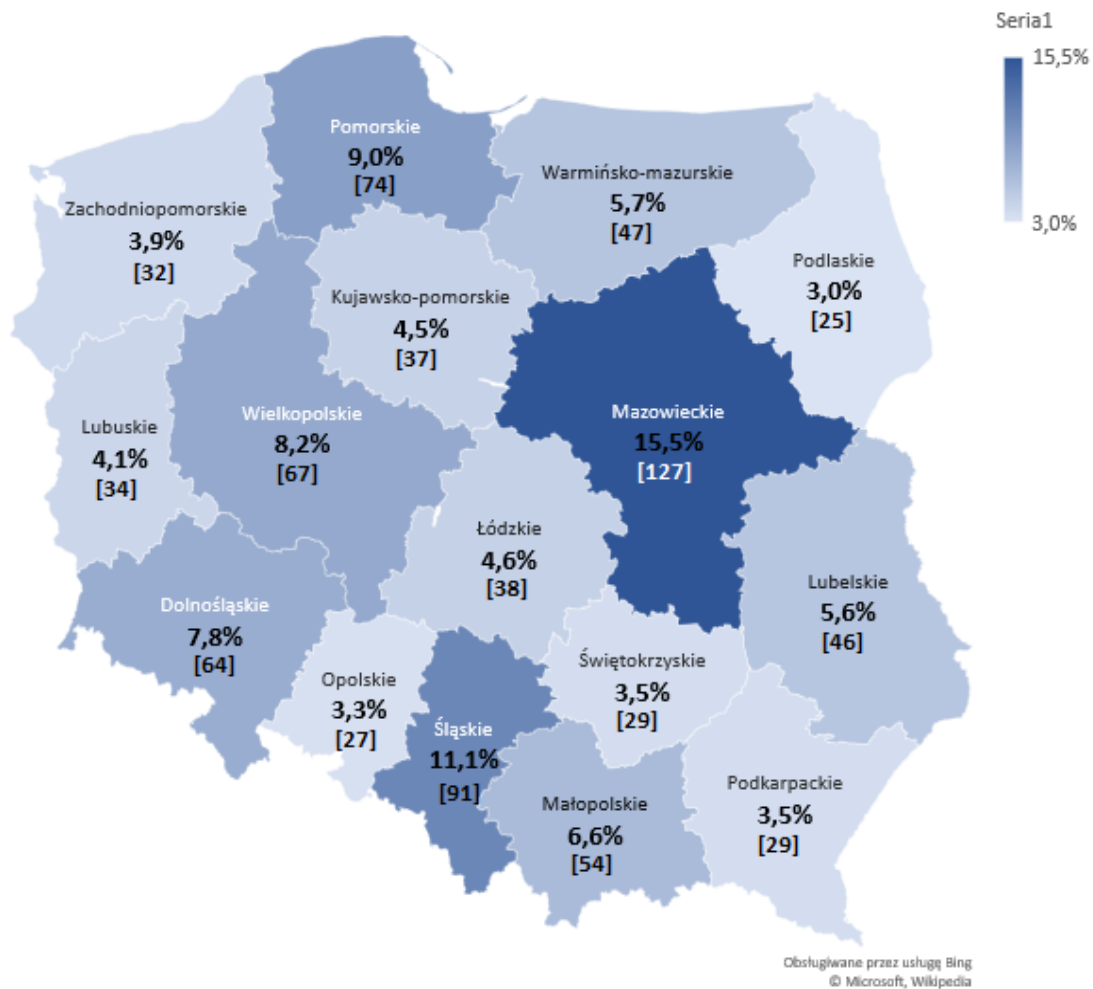 Seria1
15,5%
3,0%
Pomorskie
9,0%
[74]
Warmińsko-mazurskie
5,7%
[47]
Zachodniopomorskie
3,9%
[32]
Podlaskie
3,0%
[25]
Kujawsko-pomorskie
4,5%
[37]
Mazowieckie
15,5%
[127]
Wielkopolskie
8,2%
[67]
Lubuskie
4,1%
[34]
Łódzkie
4,6%
[38]
Lubelskie
5,6%
[46]
Dolnośląskie
7,8%
[64]
Świętokrzyskie
3,5%
[29]
Opolskie
3,3%
[27]
Śląskie
11,1%
[91]
Podkarpackie
3,5%
[29]
Małopolskie
6,6%
[54]
Obsługiwane przez usługę Bing
© Microsoft, Wikipedia